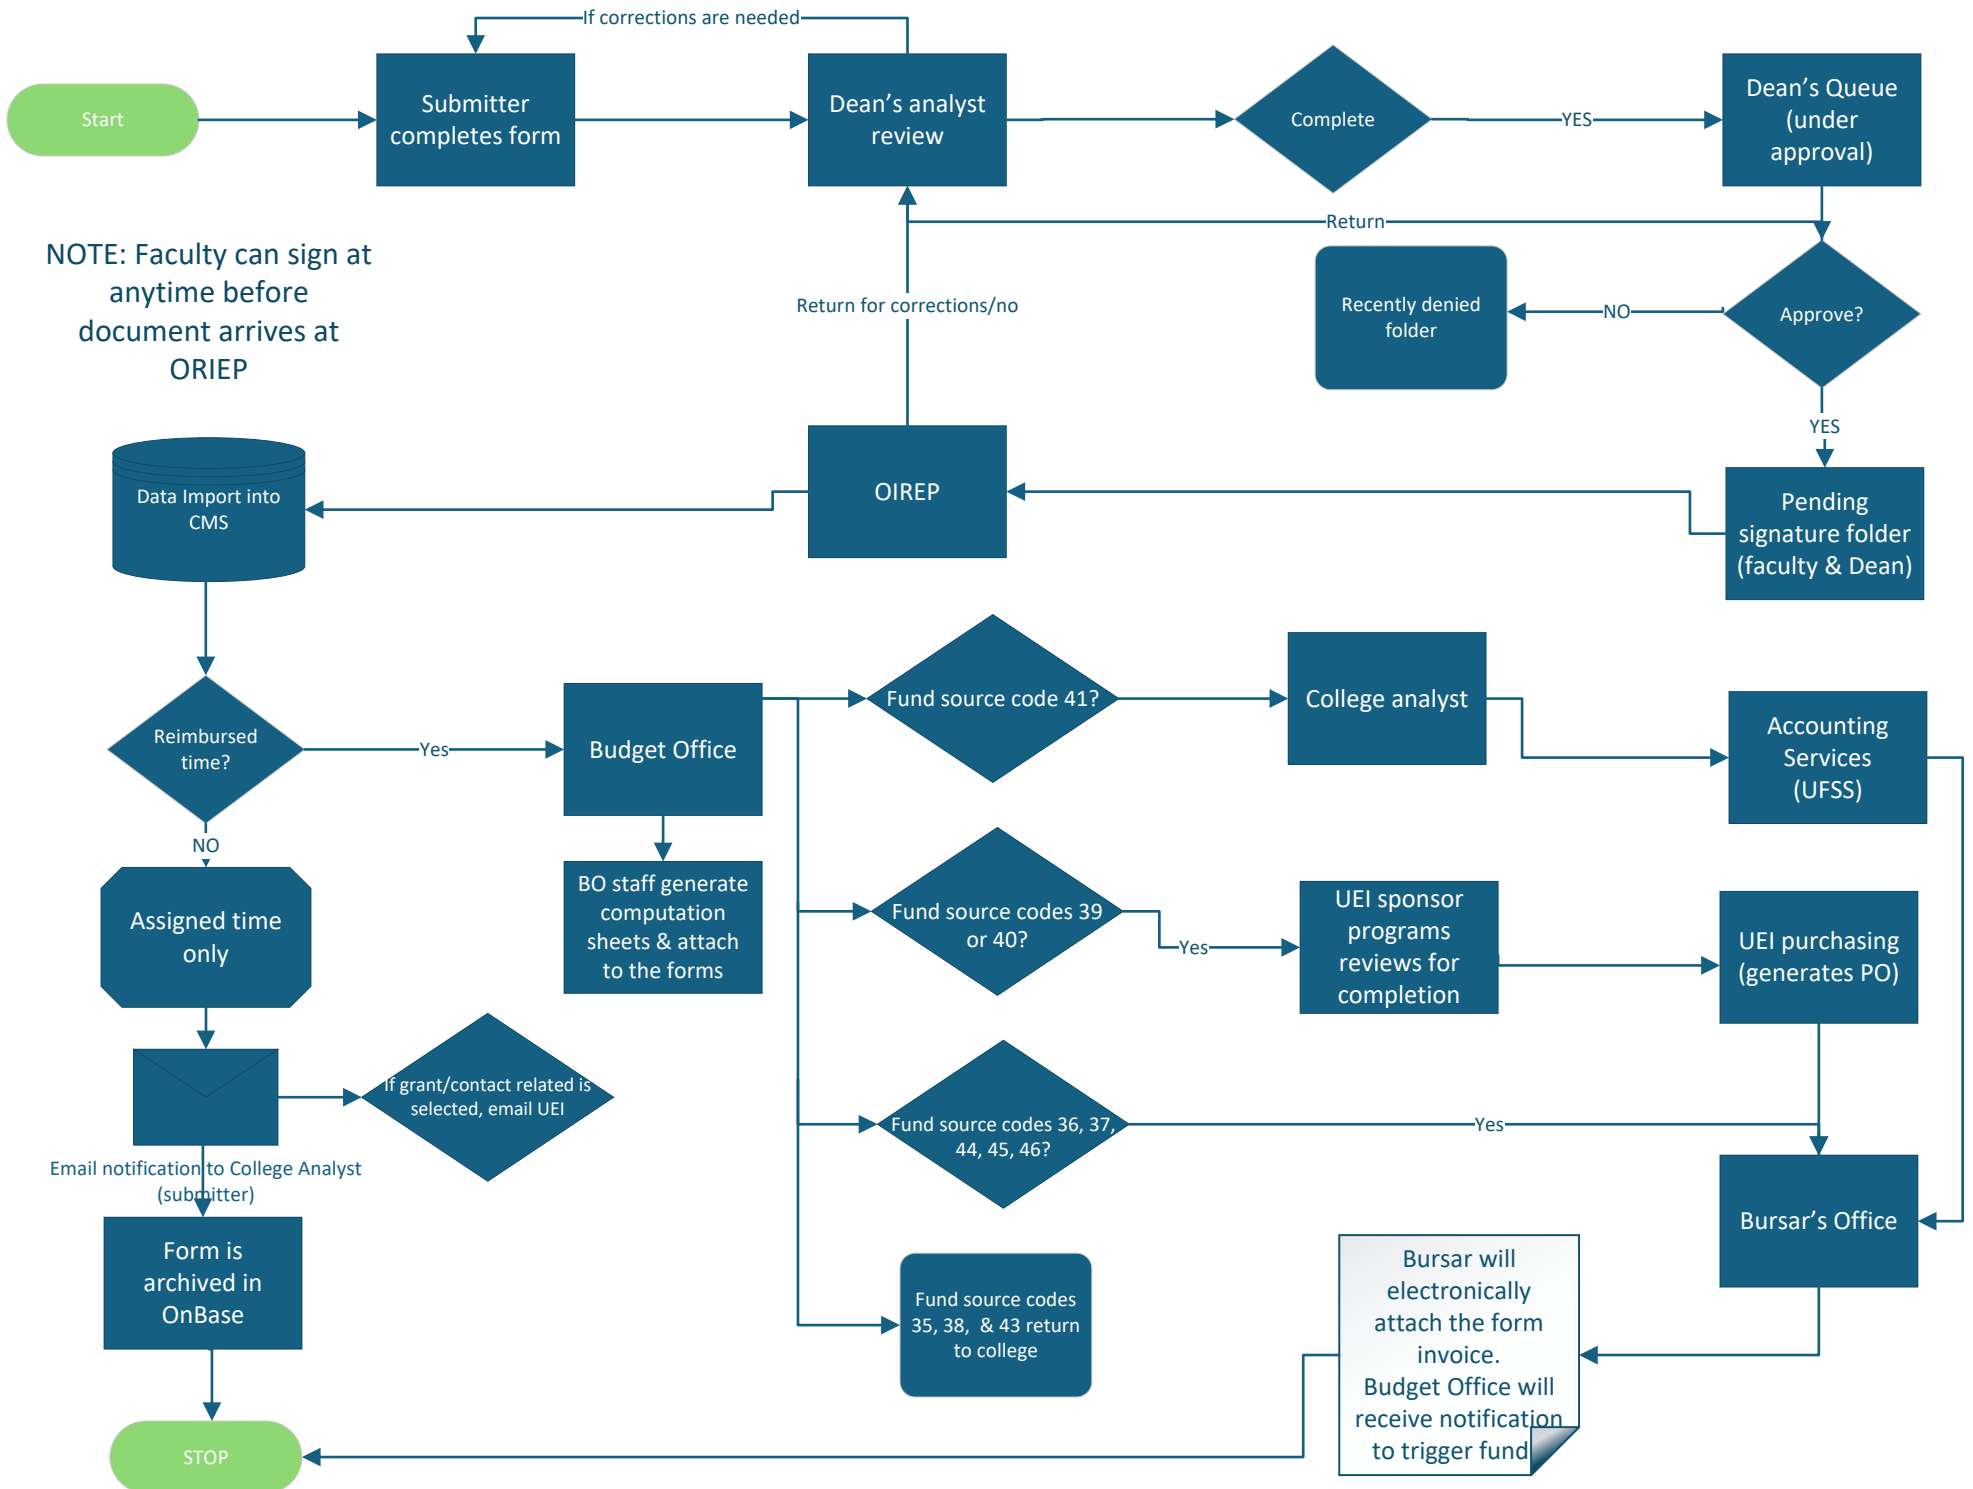 If corrections are needed
Start
Submitter
completes form
Dean's analyst
review
Complete
YES
Dean's Queue
(under
approval)
Return
NOTE: Faculty can sign at
anytime before
document arrives at
ORIEP
Return for corrections/no
Recently denied
folder
NO
Approve?
YES
Data Import into
CMS
OIREP
Pending
signature folder
(faculty & Dean)
Reimbursed
time?
Yes
Budget Office
Fund source code 41?
College analyst
Accounting
Services
(UFSS)
NO
Assigned time
only
BO staff generate
computation
sheets & attach
to the forms
Fund source codes 39
or 40?
Yes
UEI sponsor
programs
reviews for
completion
UEI purchasing
(generates PO)
If grant/contact related is
selected, email UEI
Fund source codes 36, 37,
44, 45, 46?
Yes
Email notification to College Analyst
(submitter)
Form is
archived in
OnBase
Fund source codes
35, 38,  & 43 return
to college
Bursar's Office
Bursar will
electronically
attach the form
invoice.
Budget Office will
receive notification
to trigger fund
STOP